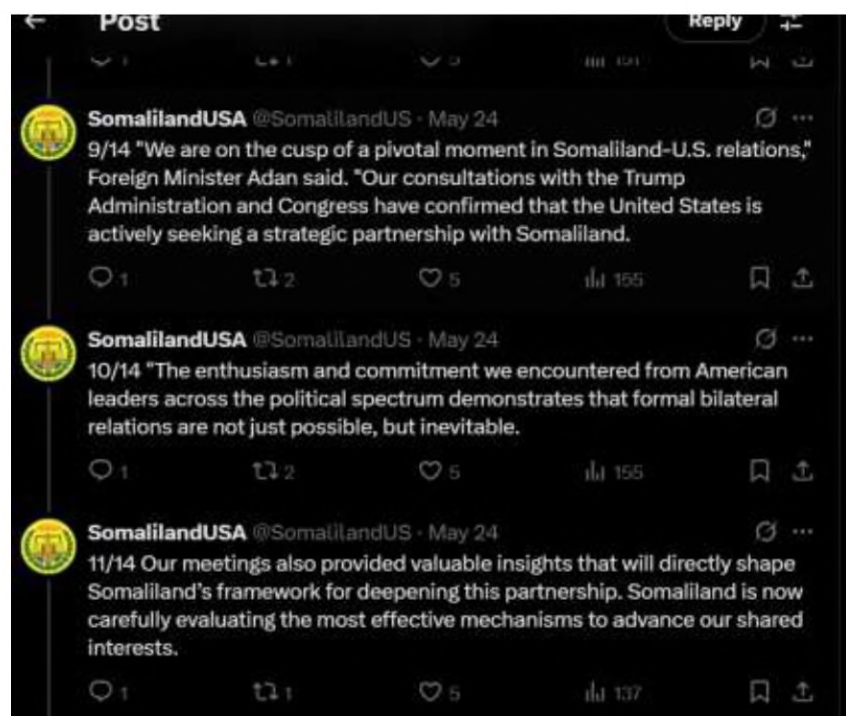 Post
Reply
SomalilandUSA @SomalilandUS · May 24
9/14 "We are on the cusp of a pivotal moment in Somaliland-U.S. relations,"
Foreign Minister Adan said. "Our consultations with the Trump
Administration and Congress have confirmed that the United States is
actively seeking a strategic partnership with Somaliland.
1 2 5 155
SomalilandUSA @SomalilandUS · May 24
10/14 "The enthusiasm and commitment we encountered from American
leaders across the political spectrum demonstrates that formal bilateral
relations are not just possible, but inevitable.
1 2 5 155
SomalilandUSA @SomalilandUS · May 24
11/14 Our meetings also provided valuable insights that will directly shape
Somaliland's framework for deepening this partnership. Somaliland is now
carefully evaluating the most effective mechanisms to advance our shared
interests.
1 1 5 137